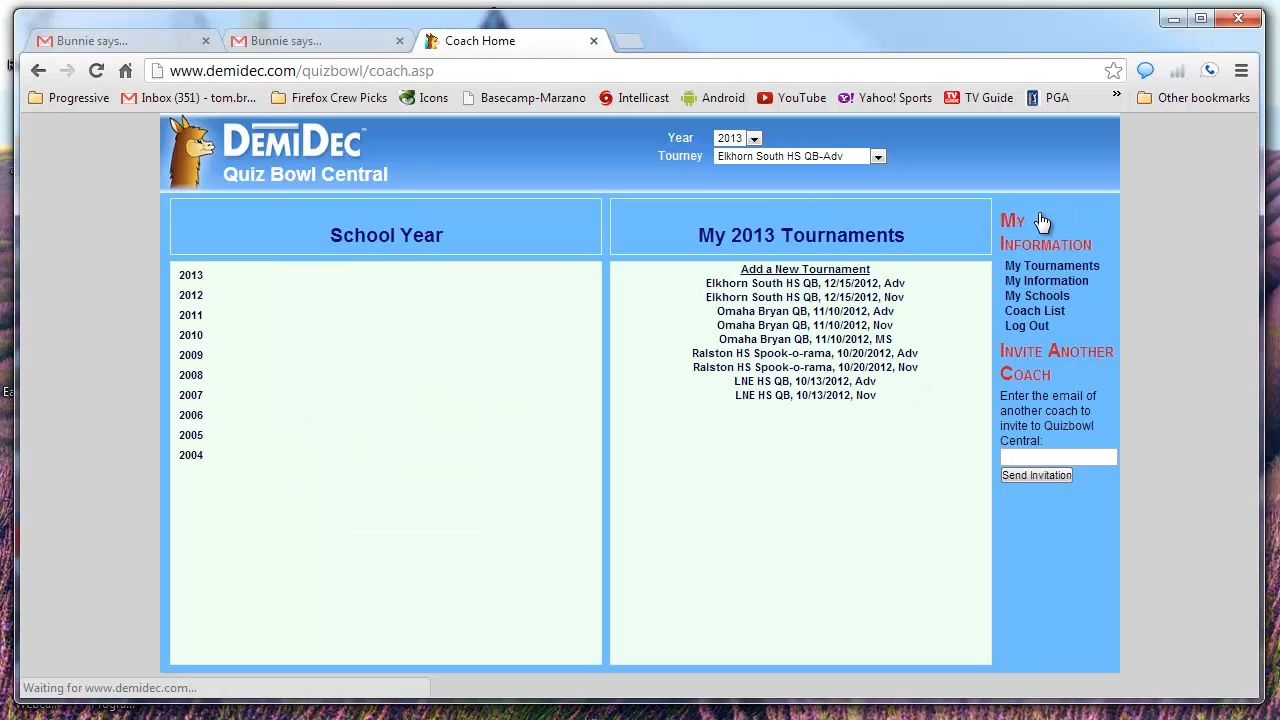 Bunnie says...
Bunnie says...
Coach Home
www.demidec.com/quizbowl/coach.asp
Progressive
Inbox (351) - tom.br...
Firefox Crew Picks
Icons
Basecamp-Marzano
Intellicast
Android
YouTube
Yahoo! Sports
TV Guide
PGA
»
Other bookmarks
DEMIDEC™
Quiz Bowl Central
Year 2013
Tourney Elkhorn South HS QB-Adv
School Year
2013
2012
2011
2010
2009
2008
2007
2006
2005
2004
My 2013 Tournaments
Add a New Tournament
Elkhorn South HS QB, 12/15/2012, Adv
Elkhorn South HS QB, 12/15/2012, Nov
Omaha Bryan QB, 11/10/2012, Adv
Omaha Bryan QB, 11/10/2012, Nov
Omaha Bryan QB, 11/10/2012, MS
Ralston HS Spook-o-rama, 10/20/2012, Adv
Ralston HS Spook-o-rama, 10/20/2012, Nov
LNE HS QB, 10/13/2012, Adv
LNE HS QB, 10/13/2012, Nov
MY
INFORMATION
My Tournaments
My Information
My Schools
Coach List
Log Out
INVITE ANOTHER
COACH
Enter the email of
another coach to
invite to Quizbowl
Central:
Send Invitation
Waiting for www.demidec.com...